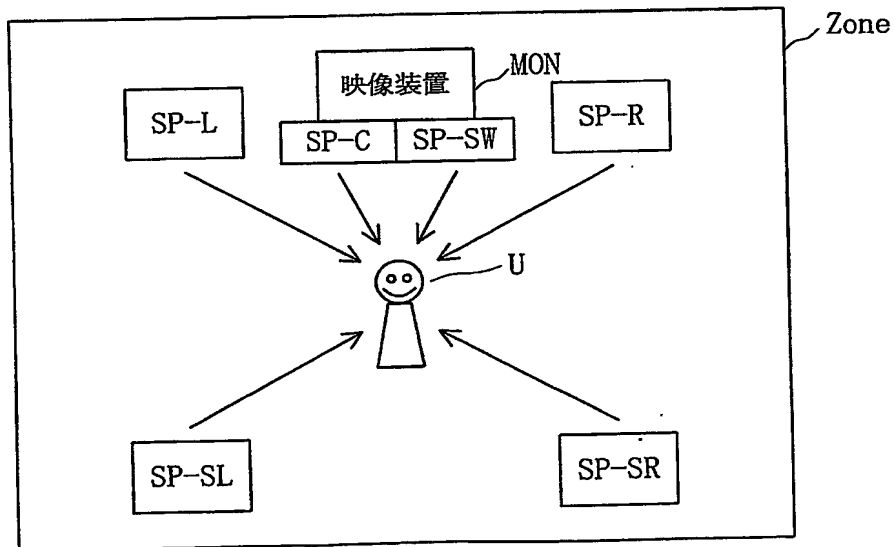 Zone
映像装置
MON
SP-L
SP-R
SP-C
SP-SW
U
SP-SL
SP-SR